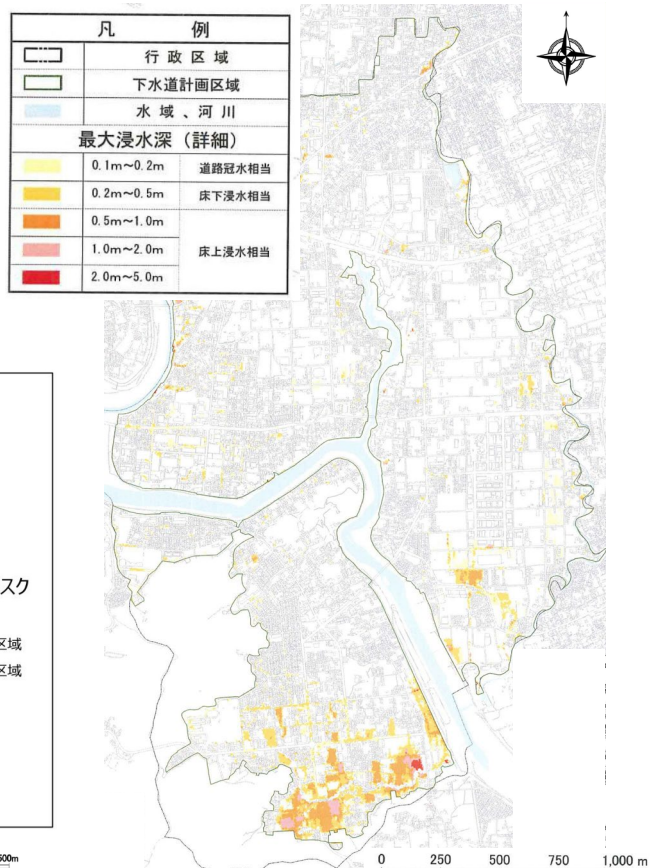 凡 例
行政区域
下水道計画区域
水域、河川
最大浸水深（詳細）
0.1m～0.2m 道路冠水相当
0.2m～0.5m 床下浸水相当
0.5m～1.0m
1.0m～2.0m 床上浸水相当
2.0m～5.0m
スク
区域
区域
500m
0 250 500 750 1,000 m